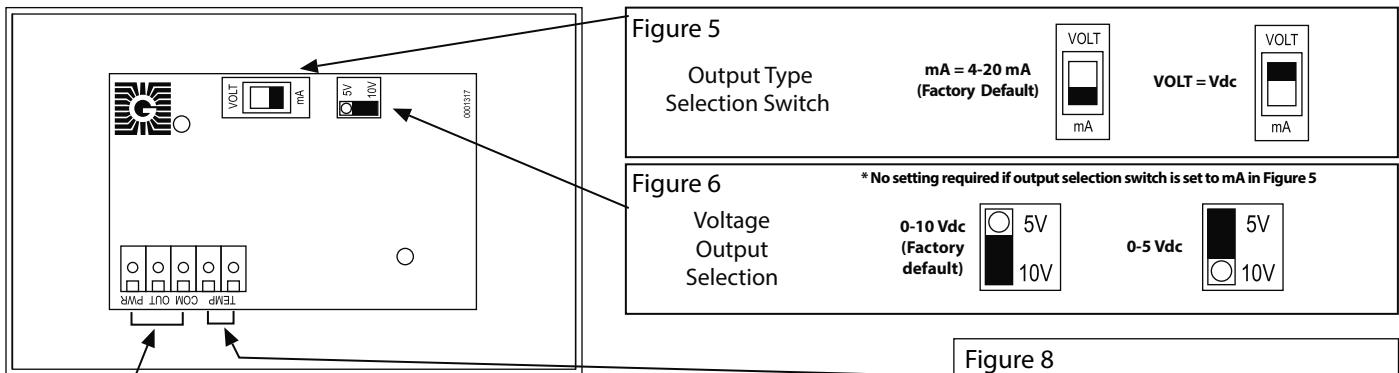 VOLT
mA
5V
10V
0001317
G
PWR OUT COM TEMP
Figure 5
Output Type
Selection Switch
mA = 4-20 mA
(Factory Default)
VOLT
mA
VOLT = Vdc
VOLT
mA
Figure 6
* No setting required if output selection switch is set to mA in Figure 5
Voltage
Output
Selection
0-10 Vdc
(Factory
default)
5V
10V
0-5 Vdc
5V
10V
Figure 8